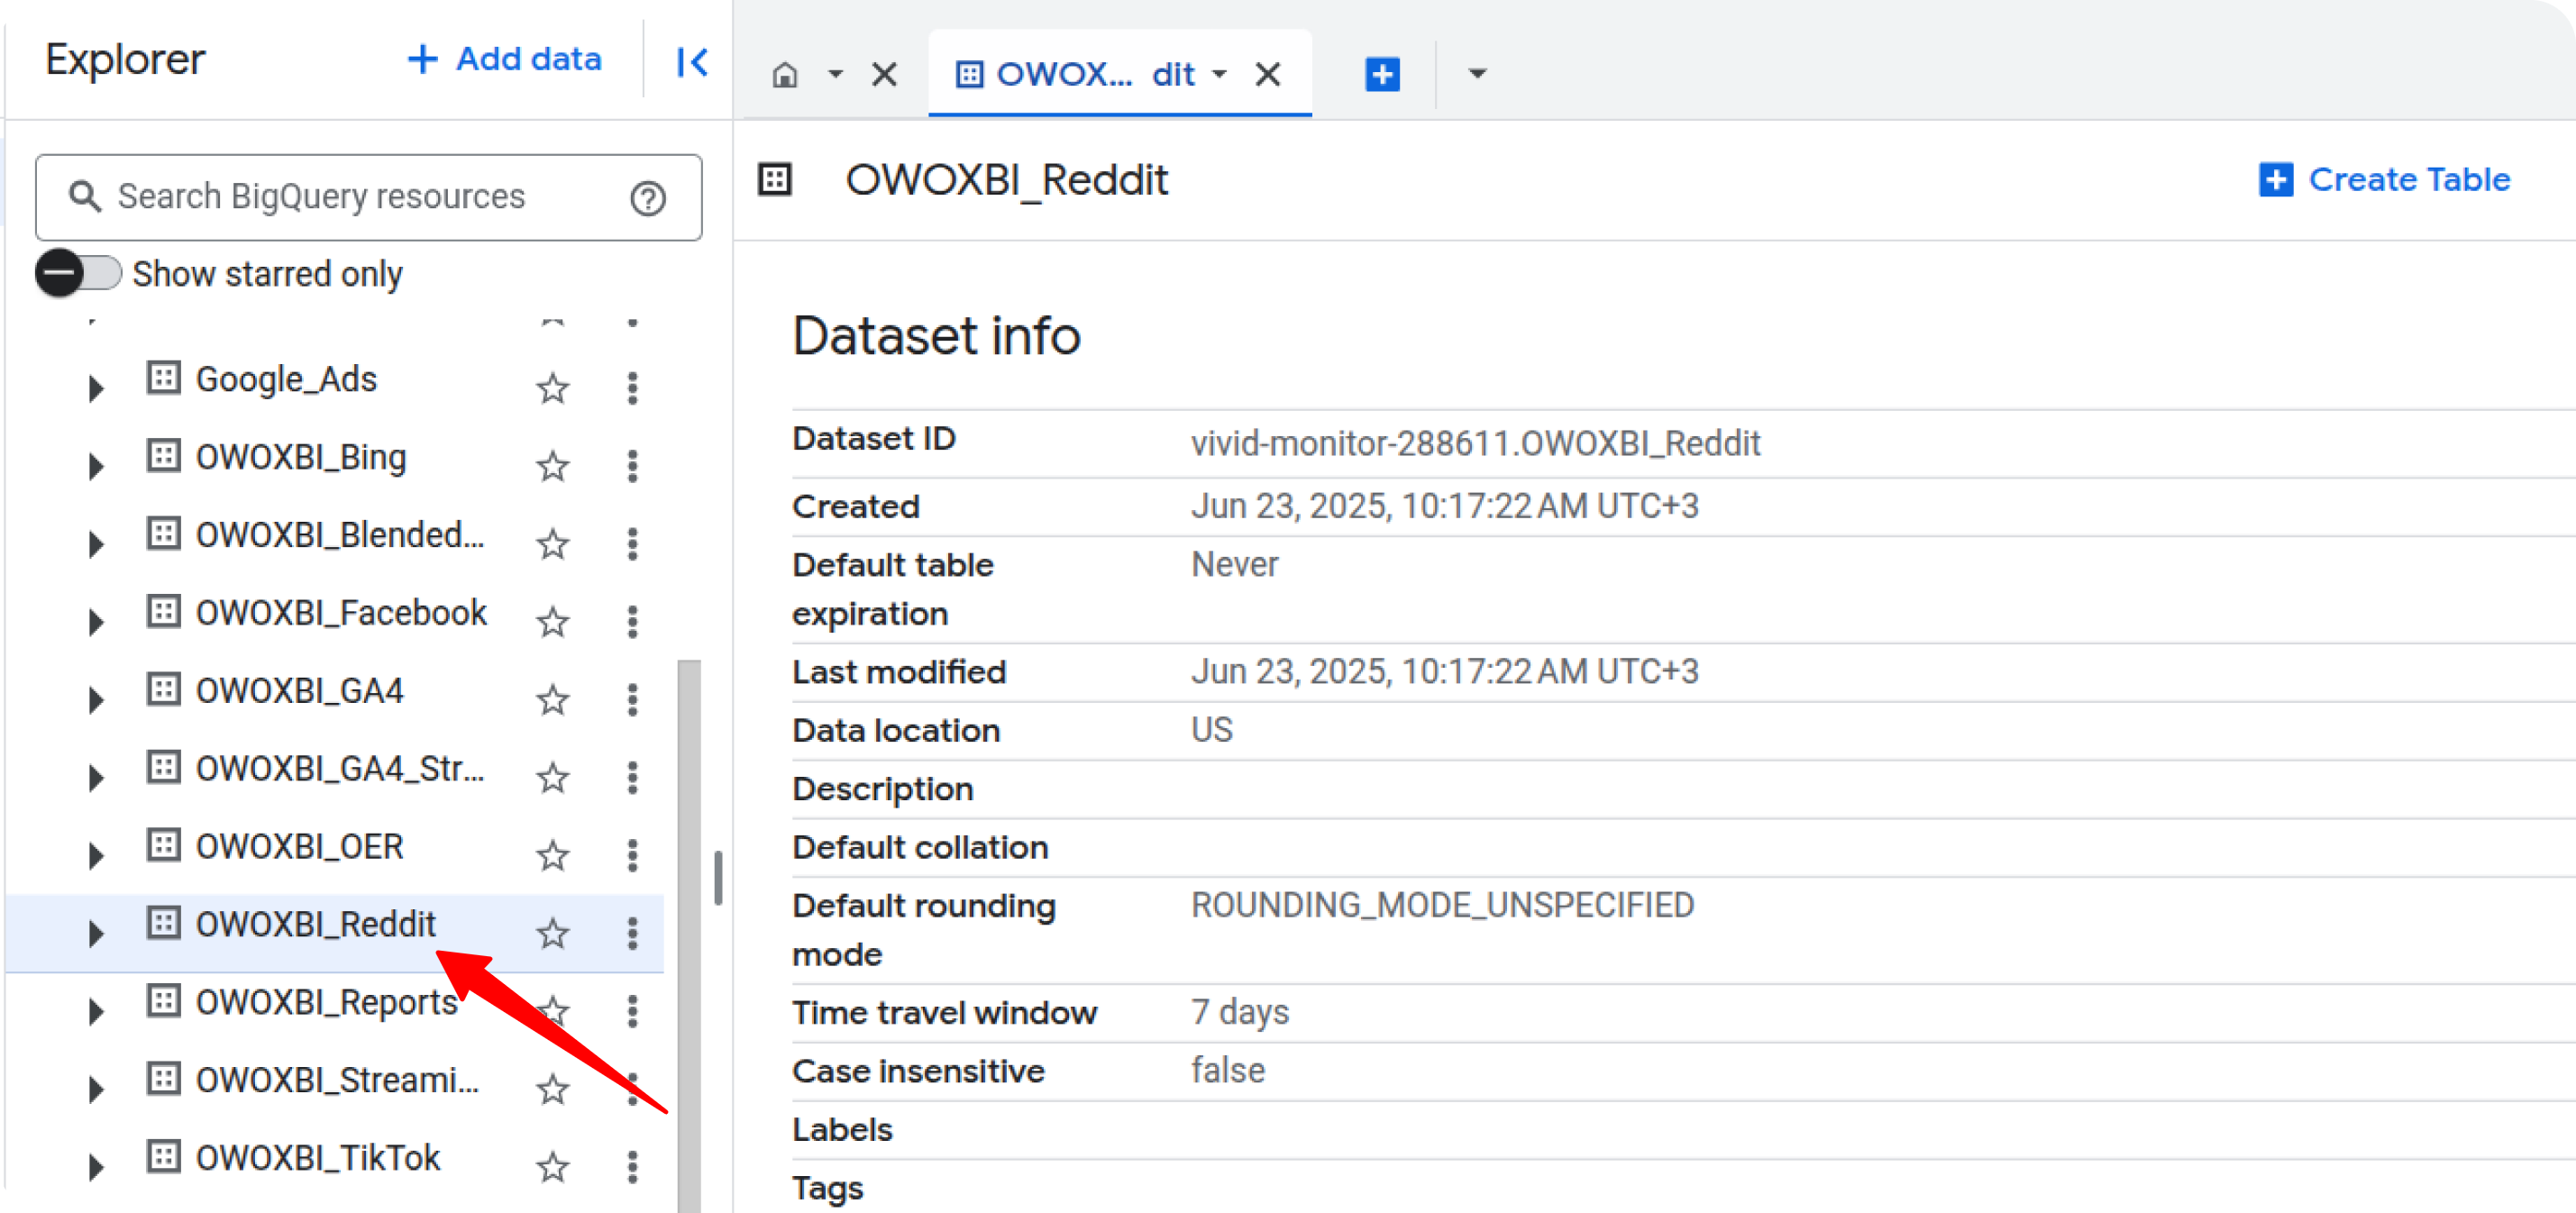 Explorer
+ Add data
OWOX... dit
Search BigQuery resources
Show starred only
Google_Ads
OWOXBI_Bing
OWOXBI_Blended...
OWOXBI_Facebook
OWOXBI_GA4
OWOXBI_GA4_Str...
OWOXBI_OER
OWOXBI_Reddit
OWOXBI_Reports
OWOXBI_Streami...
OWOXBI_TikTok
OWOXBI_Reddit
Create Table
Dataset info
Dataset ID vivid-monitor-288611.OWOXBI_Reddit
Created Jun 23, 2025, 10:17:22 AM UTC+3
Default table Never
expiration
Last modified Jun 23, 2025, 10:17:22 AM UTC+3
Data location US
Description
Default collation
Default rounding ROUNDING_MODE_UNSPECIFIED
mode
Time travel window 7 days
Case insensitive false
Labels
Tags